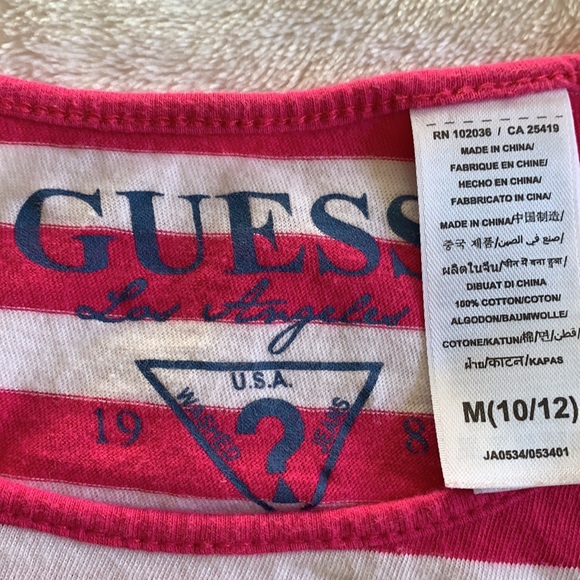 GUESS
Los Angeles
U.S.A.
WASHED JEANS
?
19 8
RN 102036 / CA 25419
MADE IN CHINA/
FABRIQUE EN CHINE/
HECHO EN CHINA/
FABBRICATO IN CINA/
MADE IN CHINA/中国制造/
중국 제품/صنع في الصين/
ผลิตในจีน/चीन में बना हुआ/
DIBUAT DI CHINA
100% COTTON/COTON/
ALGODON/BAUMWOLLE/
COTONE/KATUN/棉/면/قطن/
ฝ้าย/काटन/KAPAS
M(10/12)
JA0534/053401